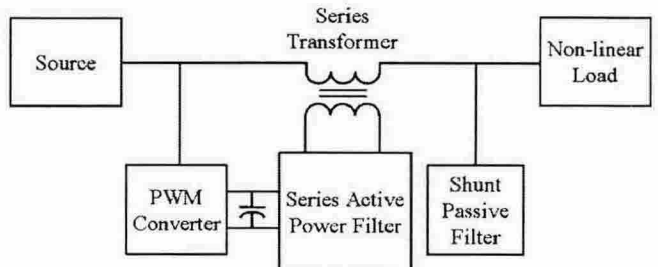 Series
Transformer
Source
Non-linear
Load
PWM
Converter
Series Active
Power Filter
Shunt
Passive
Filter